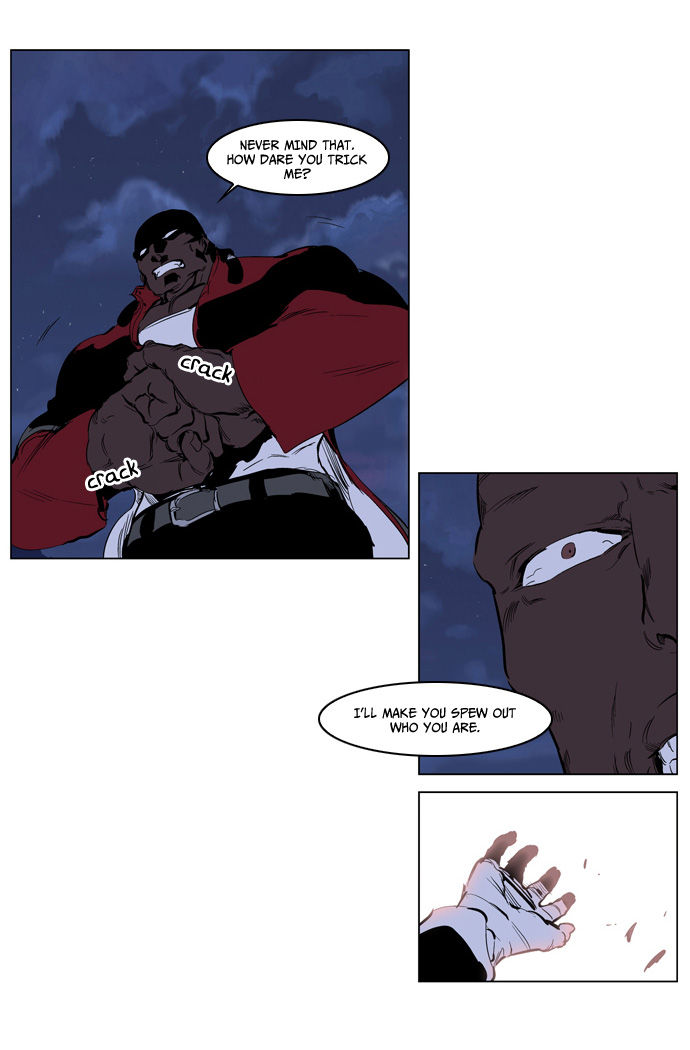 NEVER MIND THAT.
HOW DARE YOU TRICK
ME?
crack
crack
I'LL MAKE YOU SPEW OUT
WHO YOU ARE.